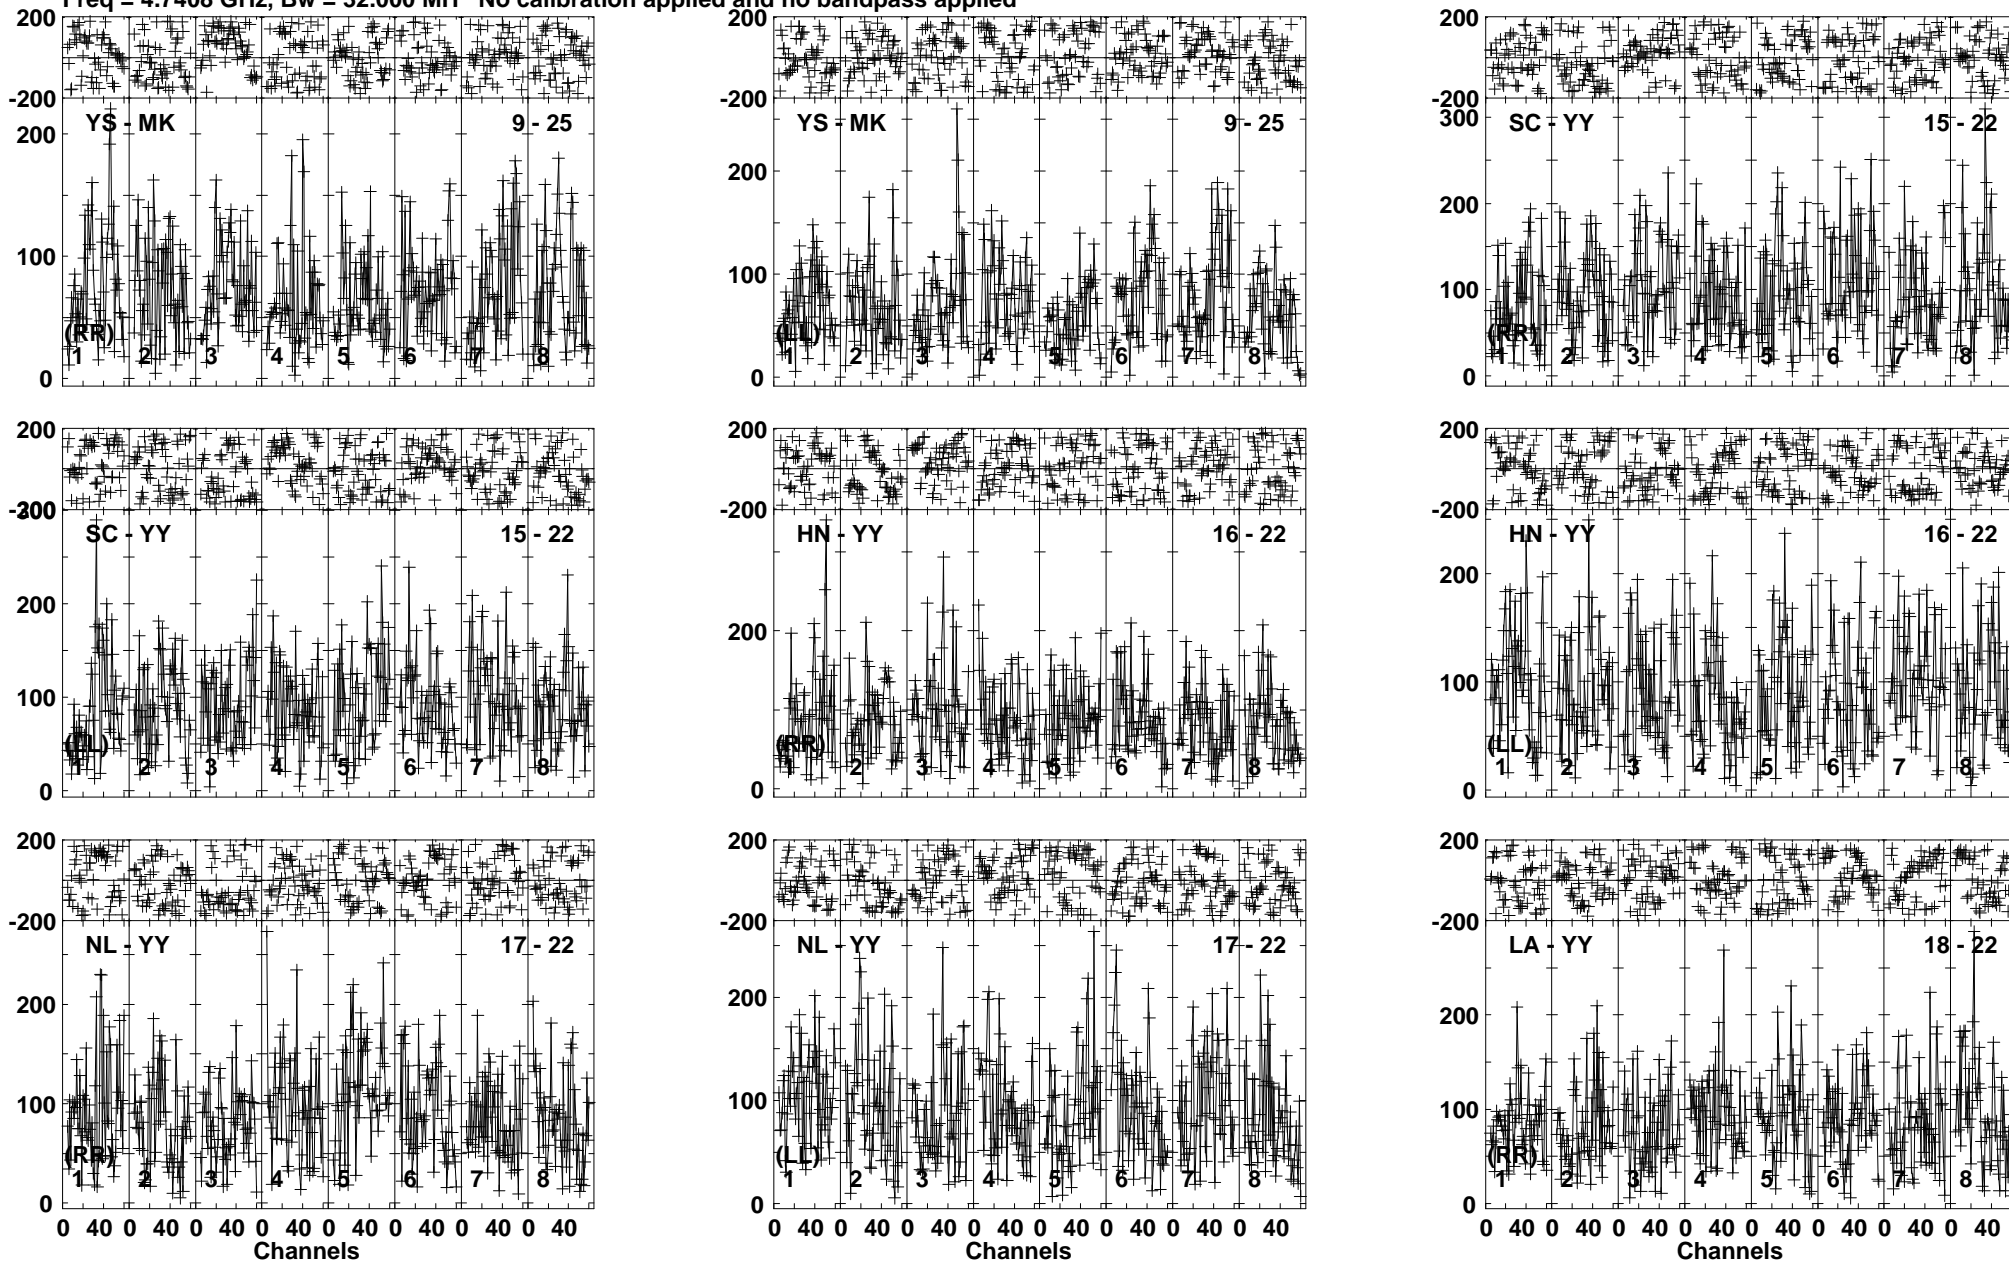 Freq = 4.7408 GHz, Bw = 32.000 MH No calibration applied and no bandpass applied
200 200 200
-200 -200 -200
YS - MK 9 - 25 YS - MK 9 - 25 SC - YY 15 - 22
200 200 300
100 100 200
0 0 100
0
(RR) (LL) (RR)
1 2 3 4 5 6 7 8 1 2 3 4 5 6 7 8 1 2 3 4 5 6 7 8
200 200 200
-200 -200 -200
300
SC - YY 15 - 22 HN - YY 16 - 22 HN - YY 16 - 22
200 200 200
100 0 100
0 0
(LL) (RR) (LL)
1 2 3 4 5 6 7 8 1 2 3 4 5 6 7 8 1 2 3 4 5 6 7 8
200 200 200
-200 -200 -200
NL - YY 17 - 22 NL - YY 17 - 22 LA - YY 18 - 22
200 200 200
100 100 100
0 0 0
(RR) (LL) (RR)
1 2 3 4 5 6 7 8 1 2 3 4 5 6 7 8 1 2 3 4 5 6 7 8
0 40 0 40 0 40 0 40 0 40 0 40 0 40 0 40 0 40 0 40 0 40 0 40 0 40 0 40 0 40 0 40 0 40 0 40 0 40 0 40 0 40 0 40 0 40 0 40
Channels Channels Channels